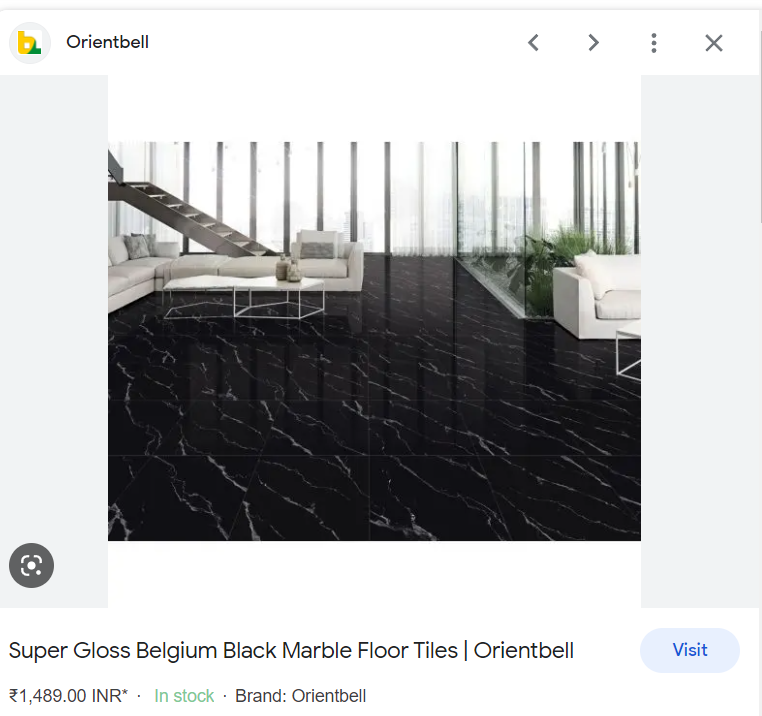 Orientbell
Super Gloss Belgium Black Marble Floor Tiles | Orientbell
Visit
₹1,489.00 INR* · In stock · Brand: Orientbell